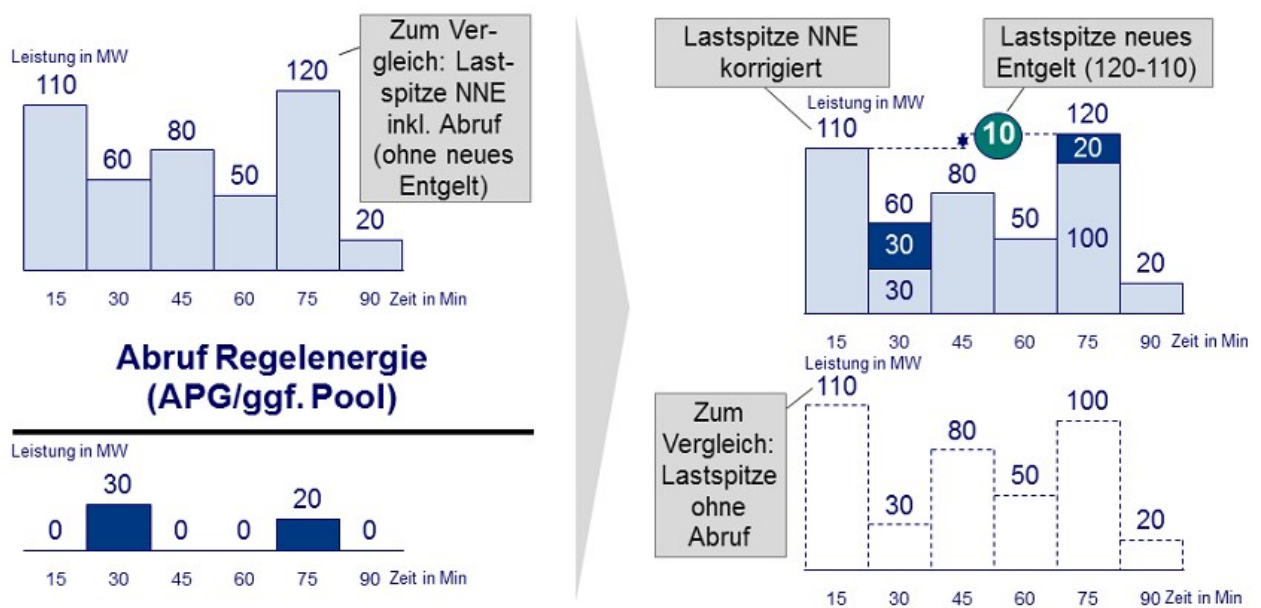 Zum Ver-
gleich: Last-
spitze NNE
inkl. Abruf
(ohne neues
Entgelt)
Leistung in MW
110
60
80
50
120
20
15 30 45 60 75 90 Zeit in Min
Abruf Regelenergie
(APG/ggf. Pool)
Leistung in MW
0 30 0 0 20 0
15 30 45 60 75 90 Zeit in Min
Lastspitze NNE
korrigiert
Lastspitze neues
Entgelt (120-110)
Leistung in MW
110
10
120
20
80
60
30
50
100
20
30
15 30 45 60 75 90 Zeit in Min
Leistung in MW
Zum
Vergleich:
Lastspitze
ohne
Abruf
110
30
80
50
100
20
15 30 45 60 75 90 Zeit in Min